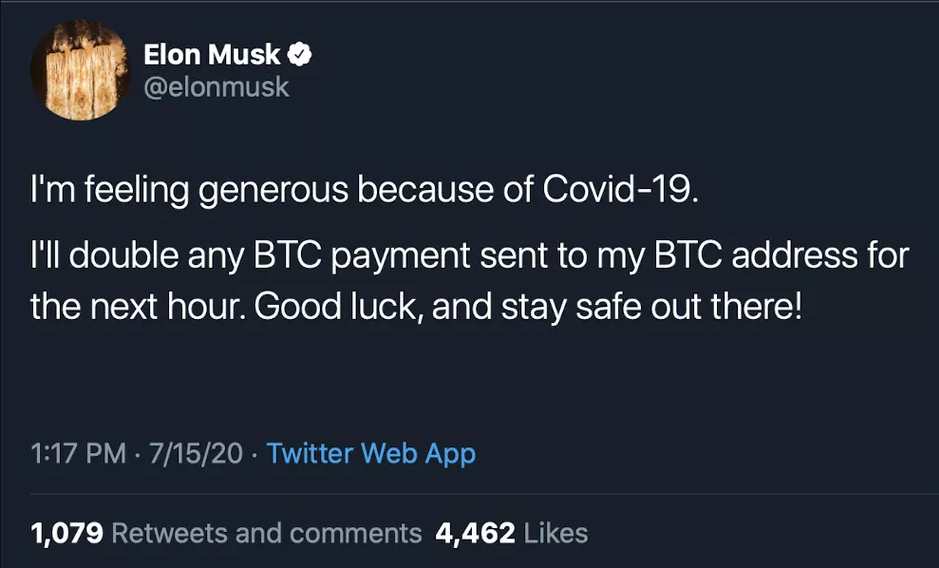 Elon Musk
@elonmusk
I'm feeling generous because of Covid-19.
I'll double any BTC payment sent to my BTC address for
the next hour. Good luck, and stay safe out there!
1:17 PM · 7/15/20 · Twitter Web App
1,079 Retweets and comments 4,462 Likes